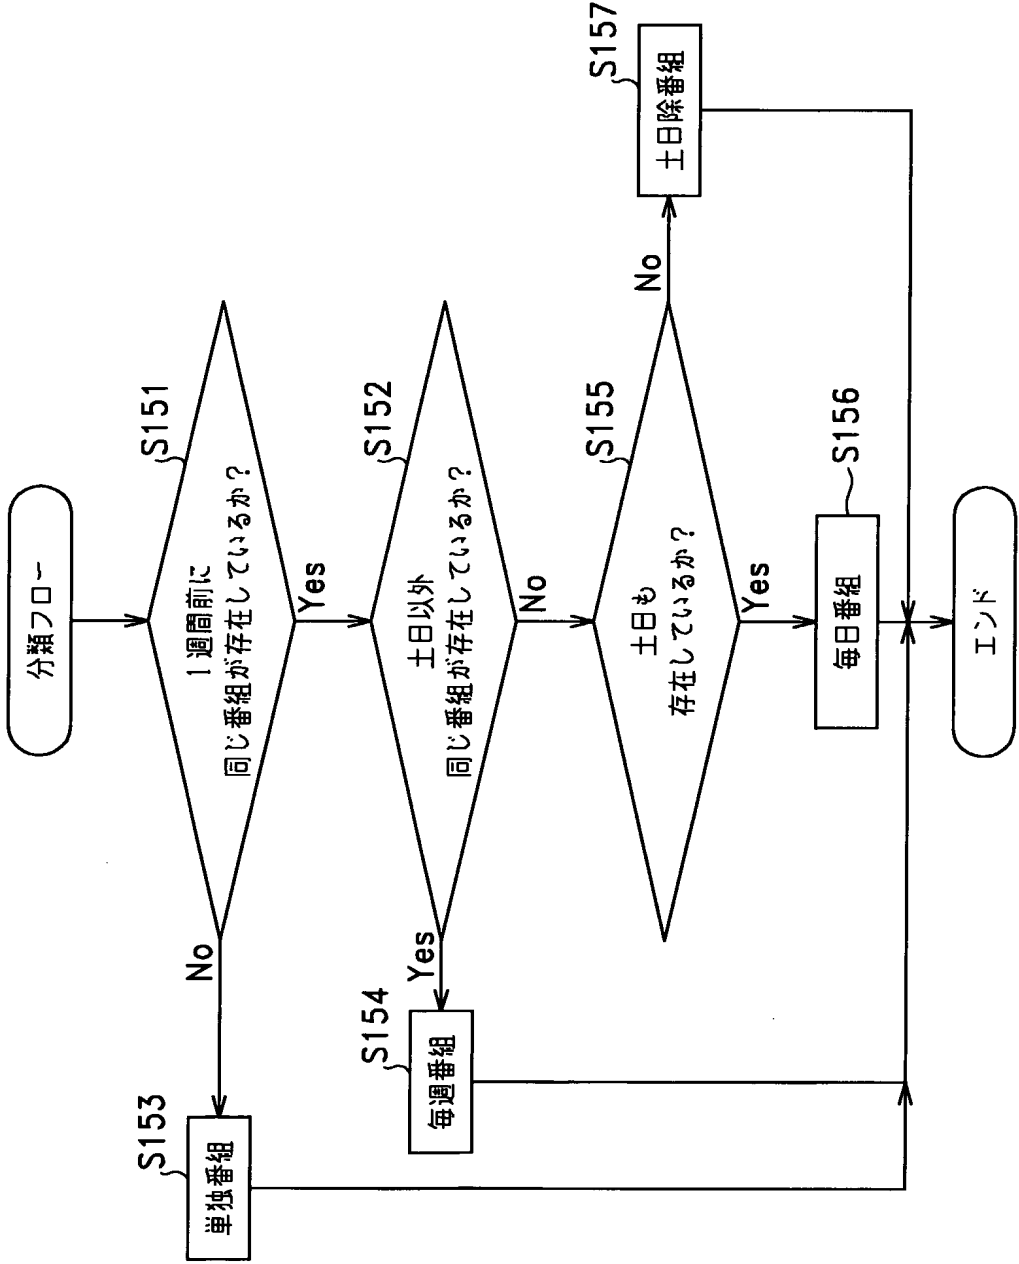 分類フロー
S151
1週間前に
同じ番組が存在しているか?
No
Yes
S153
単独番組
S152
土日以外
同じ番組が存在しているか?
Yes
No
S154
毎週番組
S155
土日も
存在しているか?
No
Yes
S157
土日除番組
S156
毎日番組
エンド